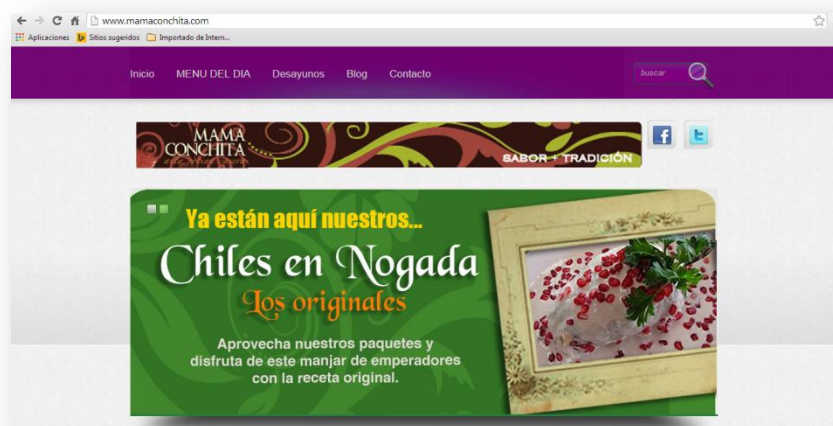 www.mamaconchita.com
Aplicaciones Sitios sugeridos Importado de Intern...
Inicio MENU DEL DIA Desayunos Blog Contacto buscar
MAMA
CONCHITA
SABOR + TRADICIÓN
Ya están aquí nuestros...
Chiles en Nogada
Los originales
Aprovecha nuestros paquetes y
disfruta de este manjar de emperadores
con la receta original.